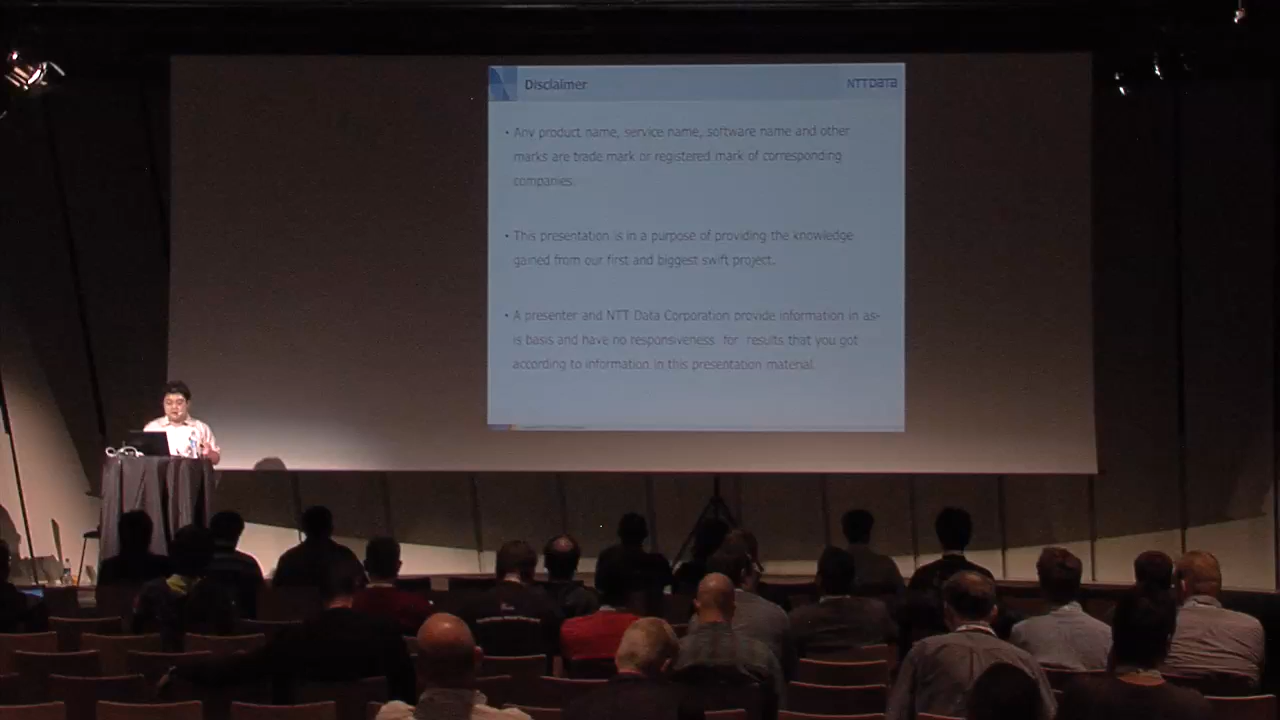 Disclaimer
NTT DATA
• Any product name, service name, software name and other
marks are trade mark or registered mark of corresponding
companies.
• This presentation is in a purpose of providing the knowledge
gained from our first and biggest swift project.
• A presenter and NTT Data Corporation provide information in as-
is basis and have no responsiveness for results that you got
according to information in this presentation material.